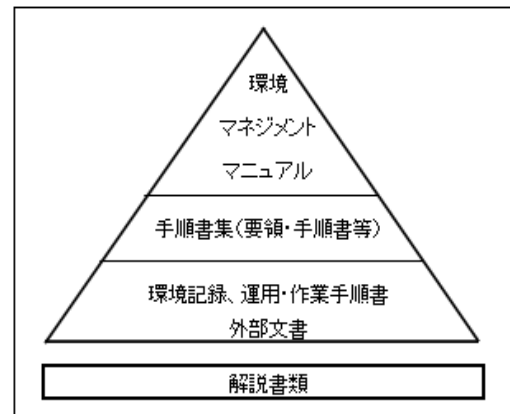 環境
マネジメント
マニュアル
手順書集(要領・手順書等)
環境記録、運用・作業手順書
外部文書
解説書類